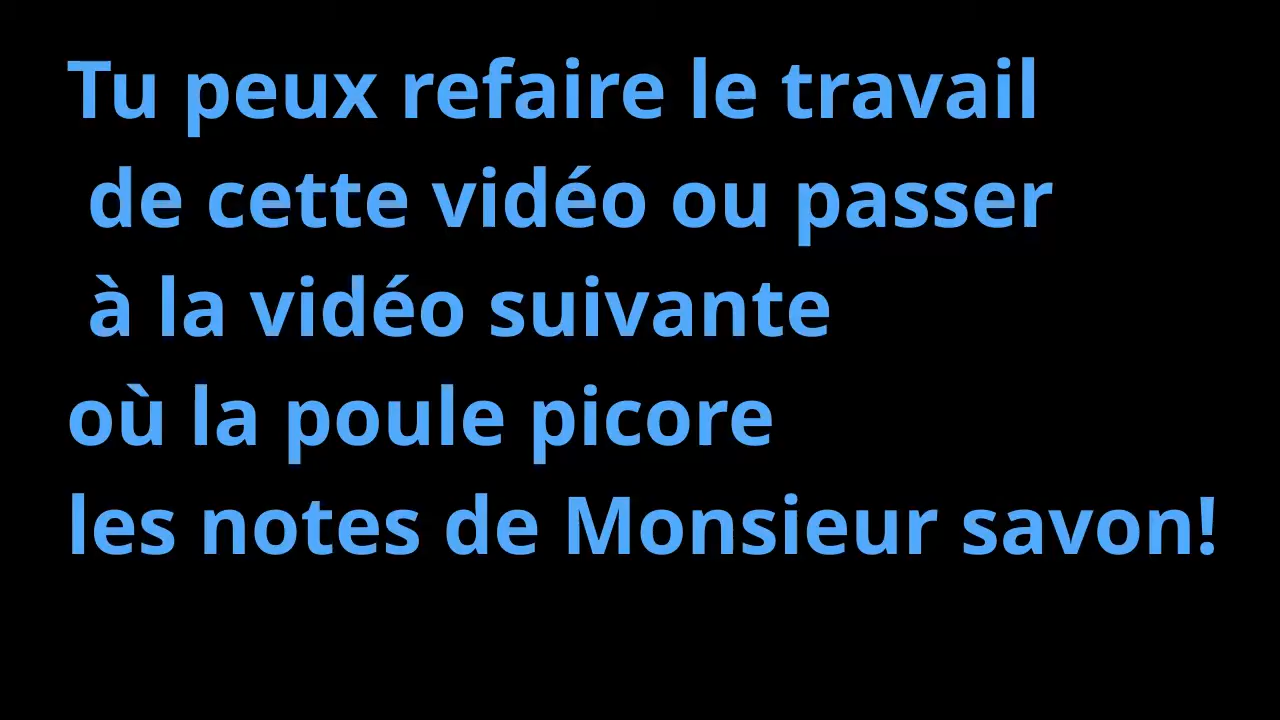 Tu peux refaire le travail
de cette vidéo ou passer
à la vidéo suivante
où la poule picore
les notes de Monsieur savon!